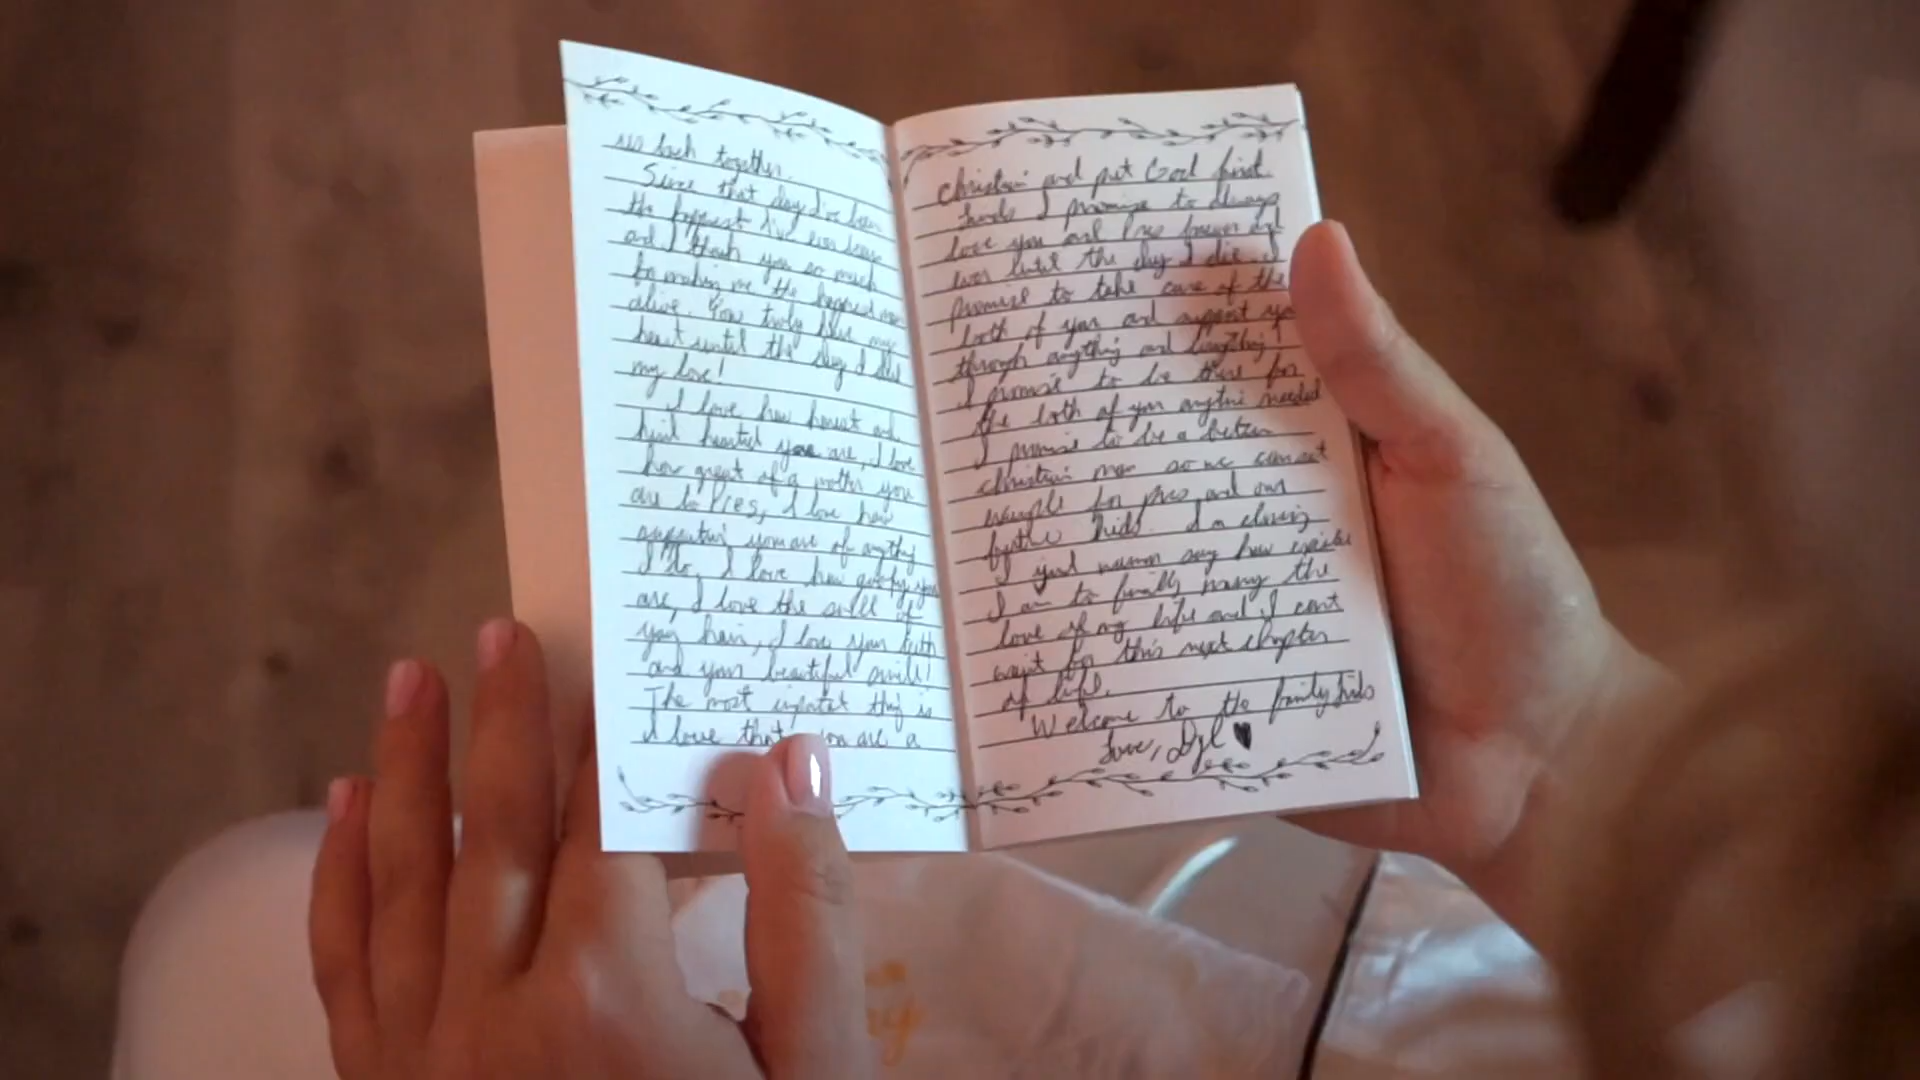 us back together.
Since that day I've been
the happiest I've ever been
and I thank you so much
for making me the happiest man
alive. You truly have my
heart until the day I die
my love!
I love how honest and
kind hearted you are, I love
how great of a mother you
are to Pres, I love how
you are of anything
I do, I love how goofy you
are, I love the smell of
your hair, I love your teeth
and your beautiful smile!
The most thing is
I love that you are a
christian and put God first.
I promise to always
love you and Pres forever and
ever until the day I die. I
promise to take care of the
both of you and support you
through anything and everything!
I promise to be there for
the both of you needed
I promise to be a better
christian man so we can set
example for Pres and our
future kids. In closing
I just wanna say how excited
I am to finally marry the
love of my life and I cant
wait for this next chapter
of life.
Welcome to the family
Love, Dyl ♥